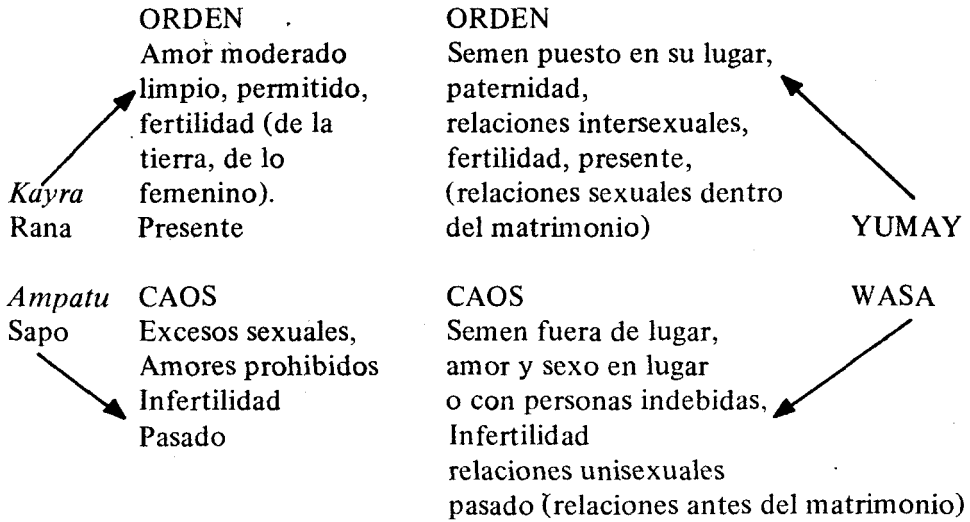 ORDEN ORDEN
Amor moderado Semen puesto en su lugar,
limpio, permitido, paternidad,
fertilidad (de la relaciones intersexuales,
tierra, de lo fertilidad, presente,
Kayra femenino). (relaciones sexuales dentro
Rana Presente del matrimonio) YUMAY
Ampatu CAOS CAOS WASA
Sapo Excesos sexuales, Semen fuera de lugar,
Amores prohibidos amor y sexo en lugar
Infertilidad o con personas indebidas,
Pasado Infertilidad
relaciones unisexuales
pasado (relaciones antes del matrimonio)